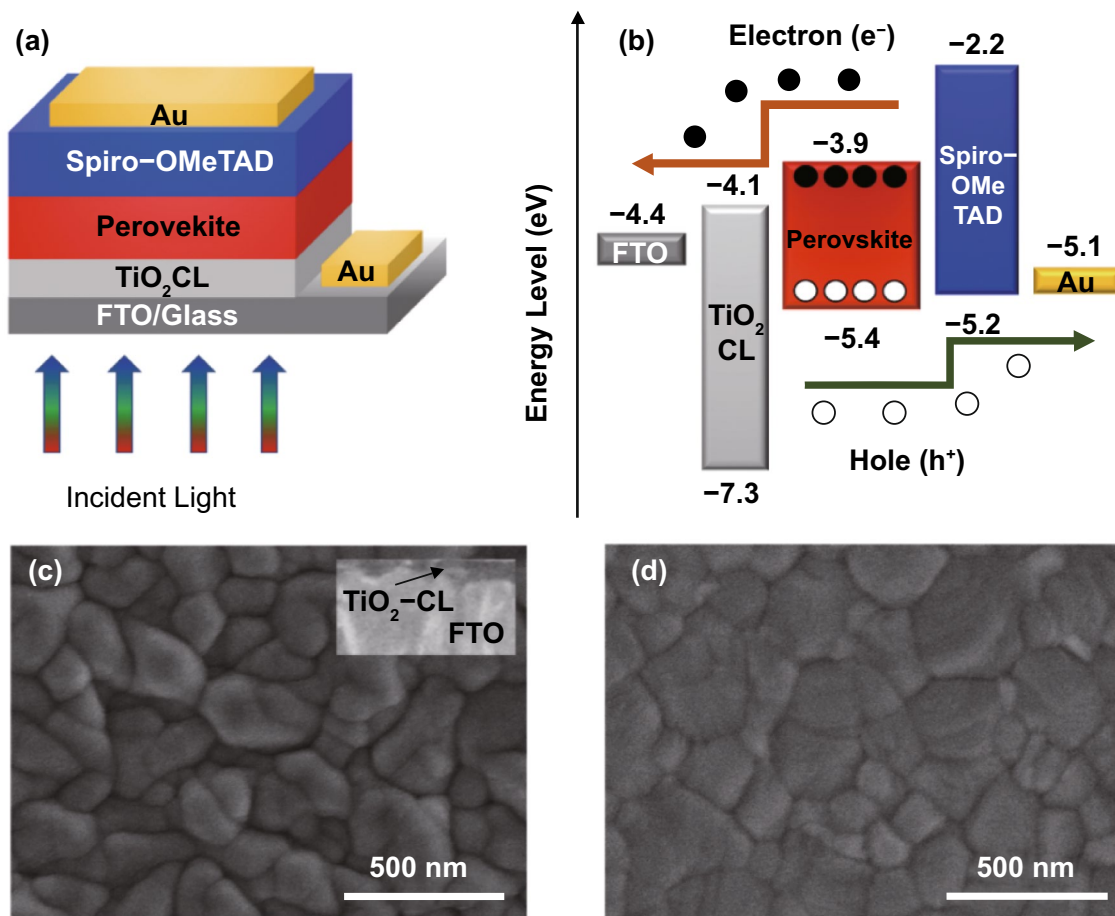 (a)
Au
Spiro−OMeTAD
Perovekite
TiO₂CL
Au
FTO/Glass
Incident Light
Energy Level (eV)
(b)
Electron (e⁻)
−2.2
−3.9
−4.1
−4.4
FTO
Perovskite
Spiro−
OMe
TAD
−5.1
Au
TiO₂
CL
−5.4
−5.2
Hole (h⁺)
−7.3
(c)
TiO₂−CL
FTO
500 nm
(d)
500 nm